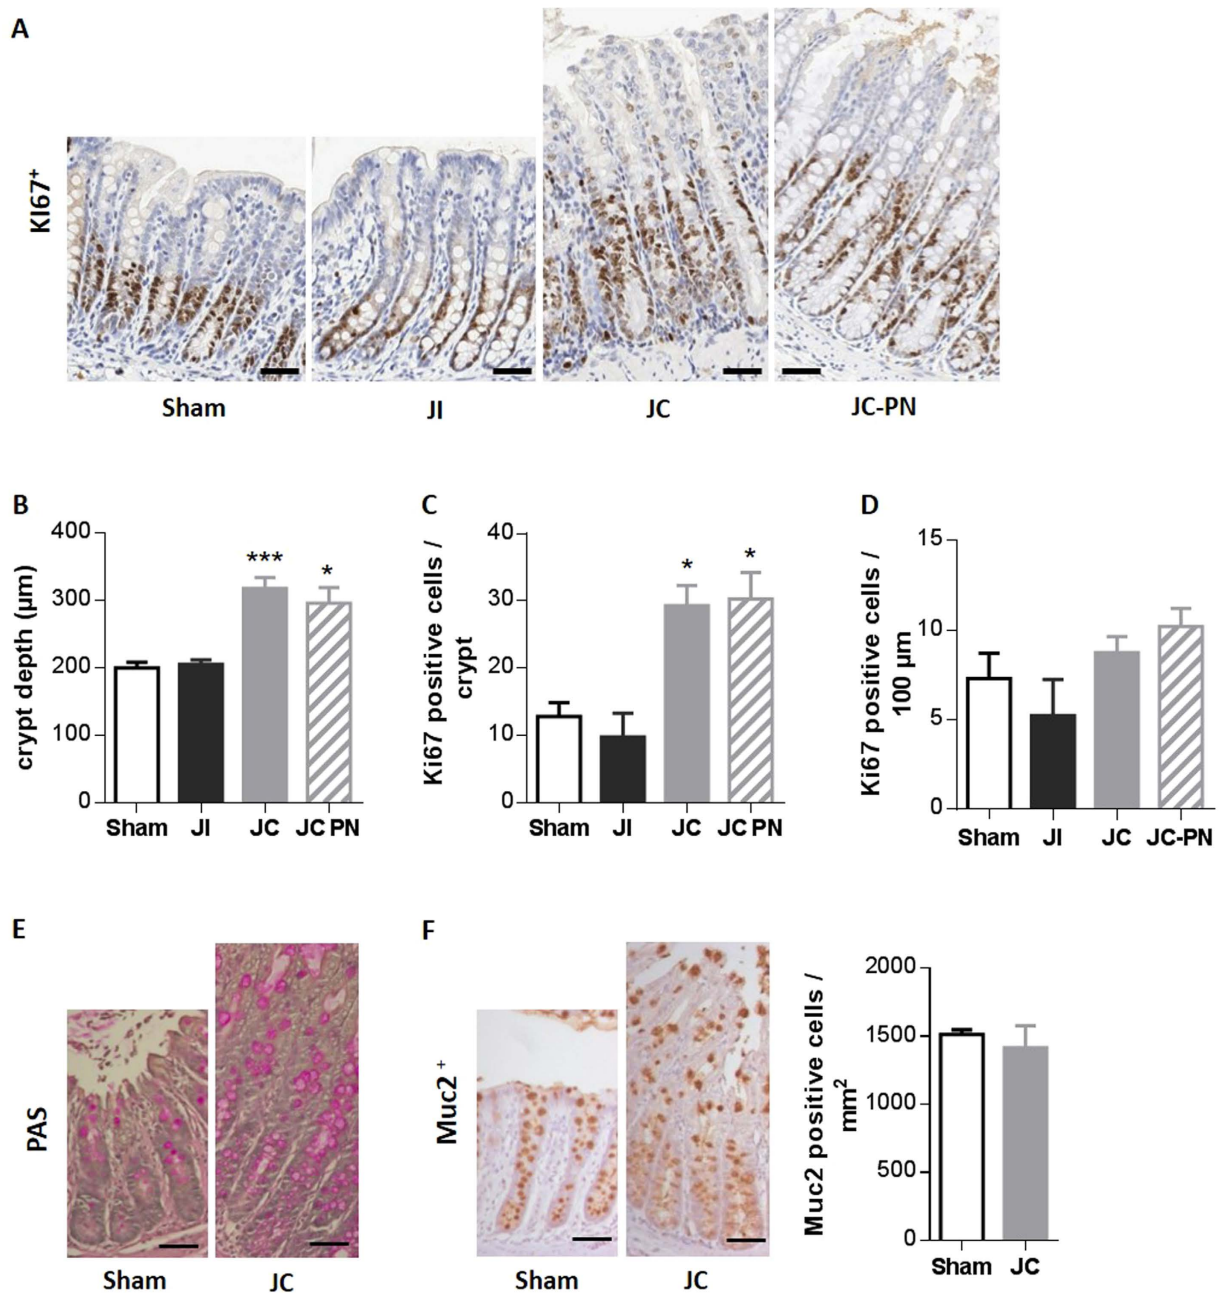 A
KI67+
Sham JI JC JC-PN
B
crypt depth (µm)
400
300
200
100
0
***
*
Sham JI JC JC PN
C
Ki67 positive cells /
crypt
40
30
20
10
0
*
*
Sham JI JC JC PN
D
Ki67 positive cells /
100 µm
15
10
5
0
Sham JI JC JC-PN
E
PAS
Sham JC
F
Muc2 +
Sham JC
Muc2 positive cells /
mm2
2000
1500
1000
500
0
Sham JC